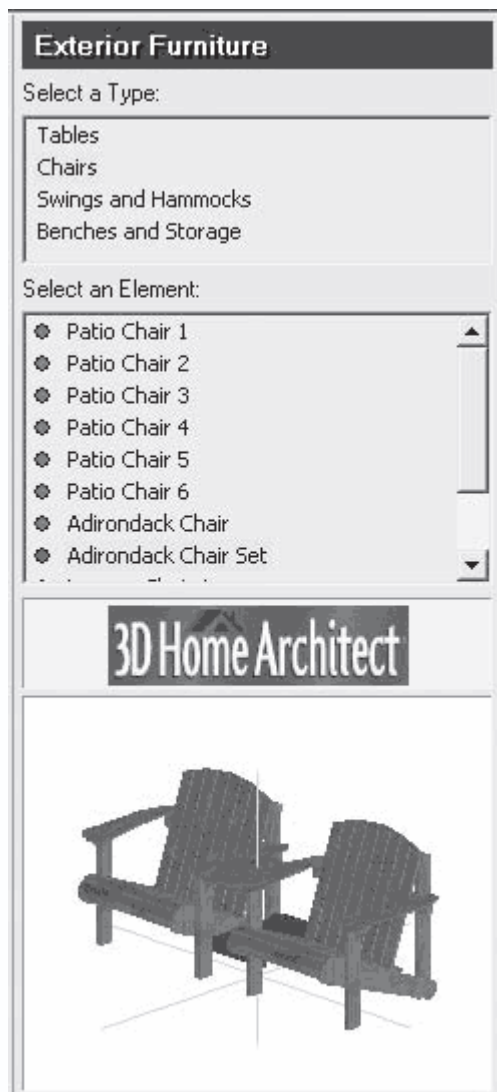 Exterior Furniture
Select a Type:
Tables
Chairs
Swings and Hammocks
Benches and Storage
Select an Element:
Patio Chair 1
Patio Chair 2
Patio Chair 3
Patio Chair 4
Patio Chair 5
Patio Chair 6
Adirondack Chair
Adirondack Chair Set
3D Home Architect